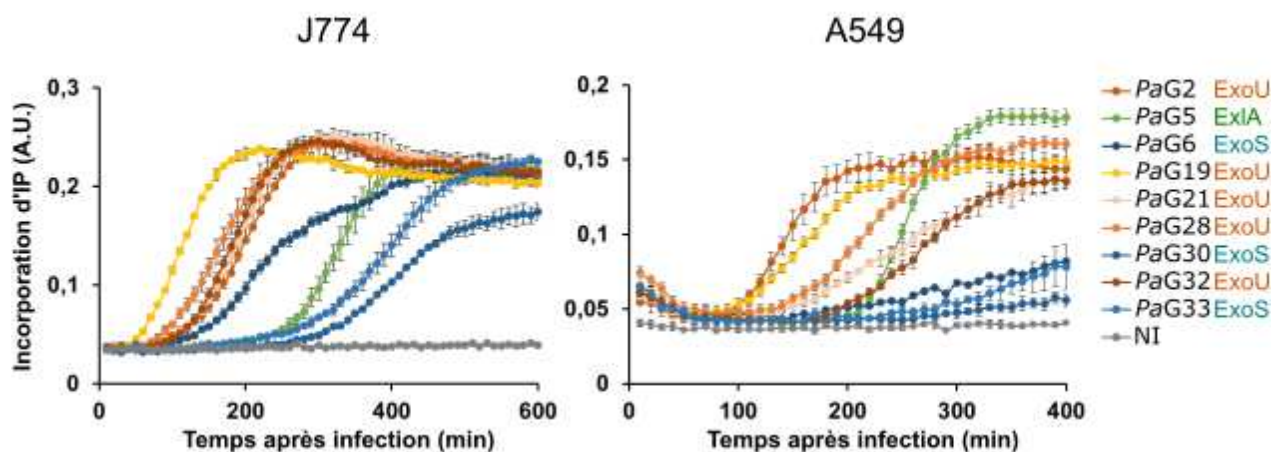 J774
A549
Incorporation d'IP (A.U.)
0,3
0,2
0,1
0
0
200
400
600
Temps après infection (min)
0,2
0,15
0,1
0.05
0
0
100
200
300
400
Temps après infection (min)
PaG2 ExoU
PaG5 ExlA
PaG6 ExoS
PaG19 ExoU
PaG21 ExoU
PaG28 ExoU
PaG30 ExoS
PaG32 ExoU
PaG33 ExoS
NI